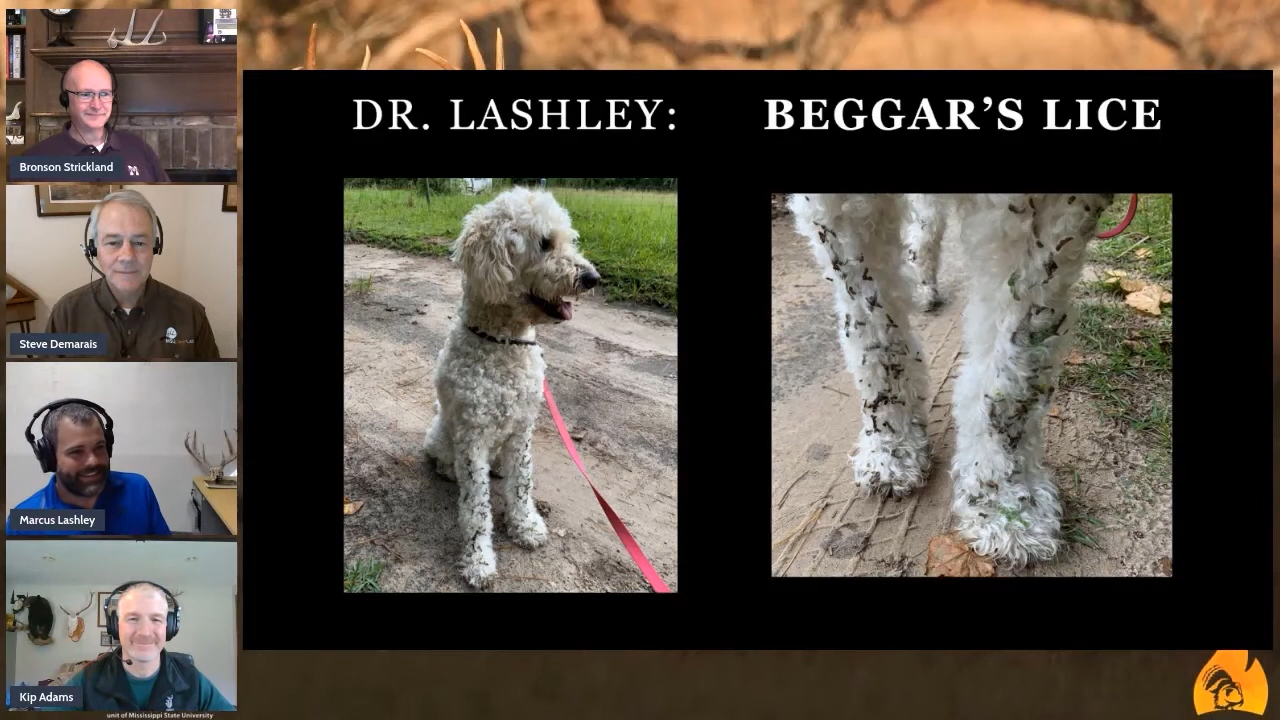 DR. LASHLEY: BEGGAR'S LICE
Bronson Strickland
Steve Demarais
Marcus Lashley
Kip Adams
unit of Mississippi State University